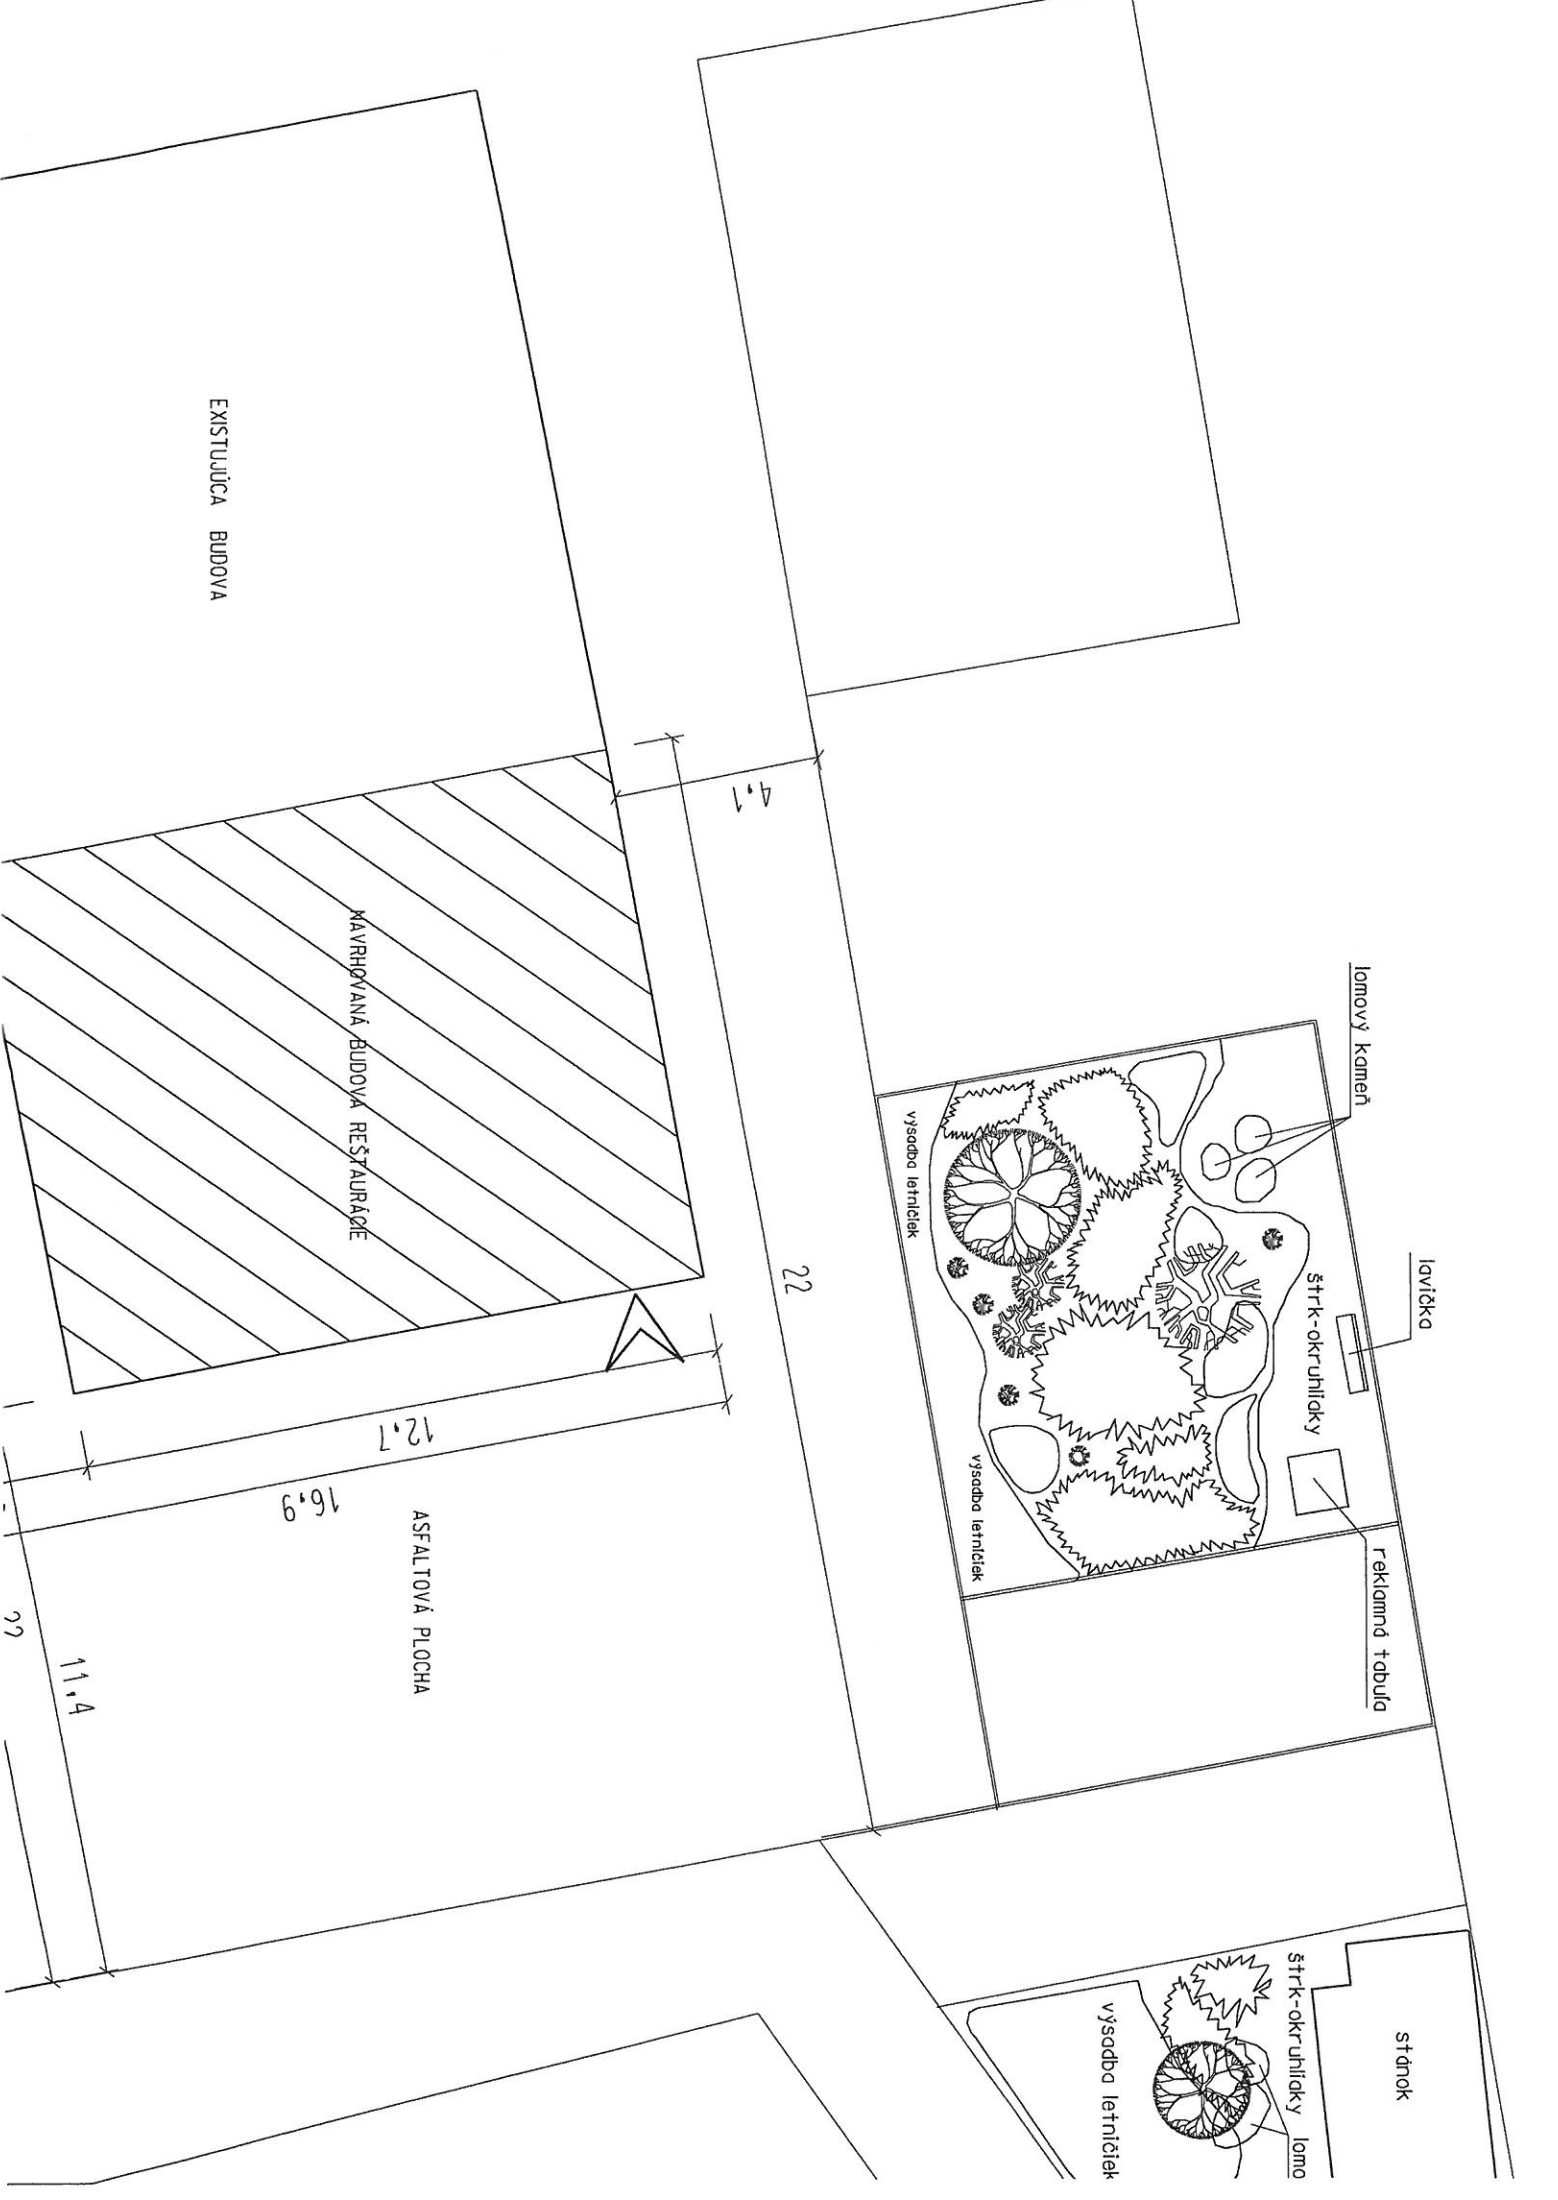 lomový kameň
lavička
štrk-okruhliaky
reklamná tabuľa
výsadba letničiek
výsadba letničiek
stánok
štrk-okruhliaky
lomo
výsadba letničiek
4,1
22
EXISTUJÚCA BUDOVA
NAVRHOVANÁ BUDOVA REŠTAURÁCIE
ASFALTOVÁ PLOCHA
12,7
16,9
11,4